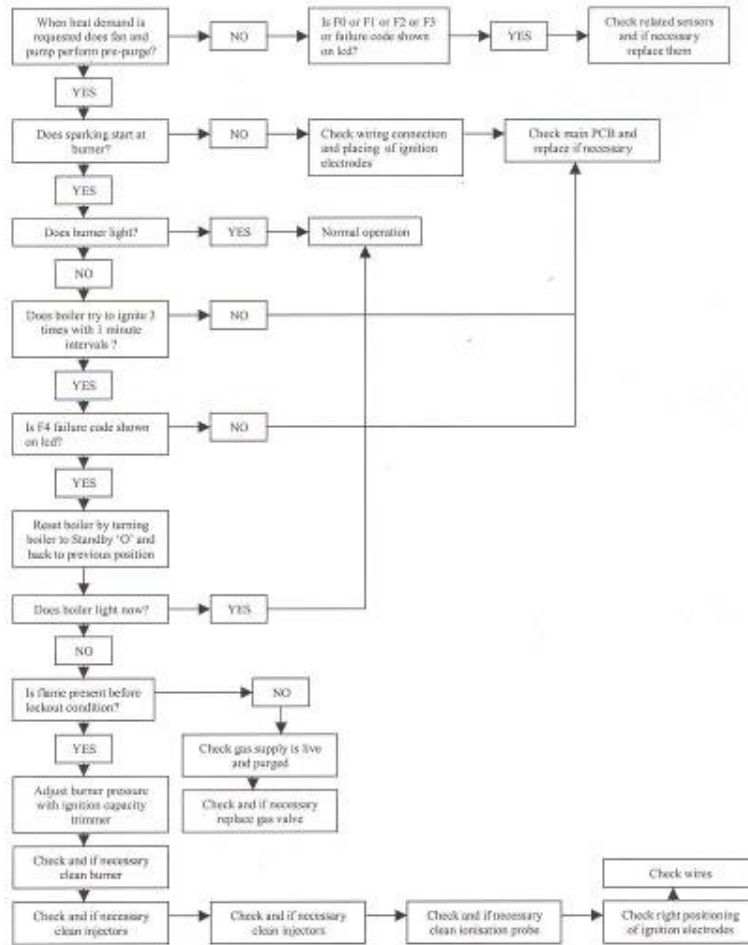 When heat demand is
requested does fan and
pump perform pre-purge?
NO
Is F0 or F1 or F2 or F3
or failure code shown
on lcd?
YES
Check related sensors
and if necessary
replace them
YES
Does sparking start at
burner?
NO
Check wiring connection
and placing of ignition
electrodes
Check main PCB and
replace if necessary
YES
Does burner light?
YES
Normal operation
NO
Does boiler try to ignite 3
times with 1 minute
intervals ?
NO
YES
Is F4 failure code shown
on lcd?
NO
YES
Reset boiler by turning
boiler to Standby 'O' and
back to previous position
Does boiler light now?
YES
NO
Is flame present before
lockout condition?
NO
YES
Check gas supply is live
and purged
Adjust burner pressure
with ignition capacity
trimmer
Check and if necessary
replace gas valve
Check and if necessary
clean burner
Check wires
Check and if necessary
clean injectors
Check and if necessary
clean injectors
Check and if necessary
clean ionisation probe
Check right positioning
of ignition electrodes